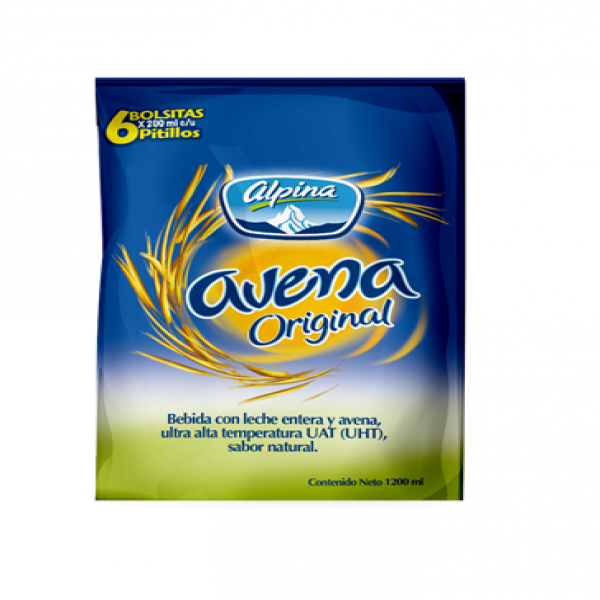 6 BOLSITAS
X 200 ml c/u
Pitillos
alpina
avena
Original
Bebida con leche entera y avena,
ultra alta temperatura UAT (UHT),
sabor natural.
Contenido Neto 1200 ml